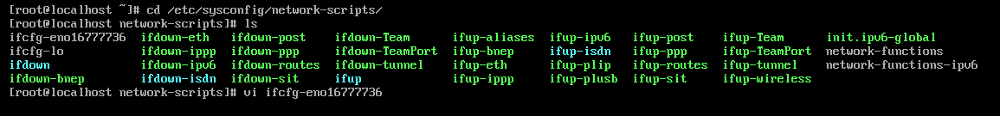 [root@localhost ~]# cd /etc/sysconfig/network-scripts/
[root@localhost network-scripts]# ls
ifcfg-eno16777736  ifdown-eth     ifdown-post    ifdown-Team      ifup-aliases  ifup-ipv6   ifup-post    ifup-Team      init.ipv6-global
ifcfg-lo           ifdown-ippp    ifdown-ppp     ifdown-TeamPort  ifup-bnep     ifup-isdn   ifup-ppp     ifup-TeamPort  network-functions
ifdown             ifdown-ipv6    ifdown-routes  ifdown-tunnel    ifup-eth      ifup-plip   ifup-routes  ifup-tunnel    network-functions-ipv6
ifdown-bnep        ifdown-isdn    ifdown-sit     ifup             ifup-ippp     ifup-plusb  ifup-sit     ifup-wireless
[root@localhost network-scripts]# vi ifcfg-eno16777736